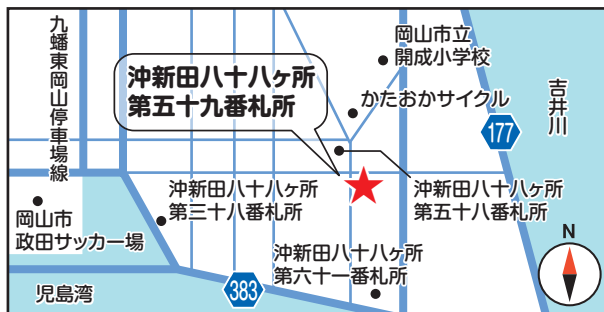 九蟠東岡山停車場線
沖新田八十八ヶ所
第五十九番札所
岡山市立
開成小学校
かたおかサイクル
吉井川
177
沖新田八十八ヶ所
第三十八番札所
沖新田八十八ヶ所
第五十八番札所
岡山市
政田サッカー場
沖新田八十八ヶ所
第六十一番札所
児島湾
383
N